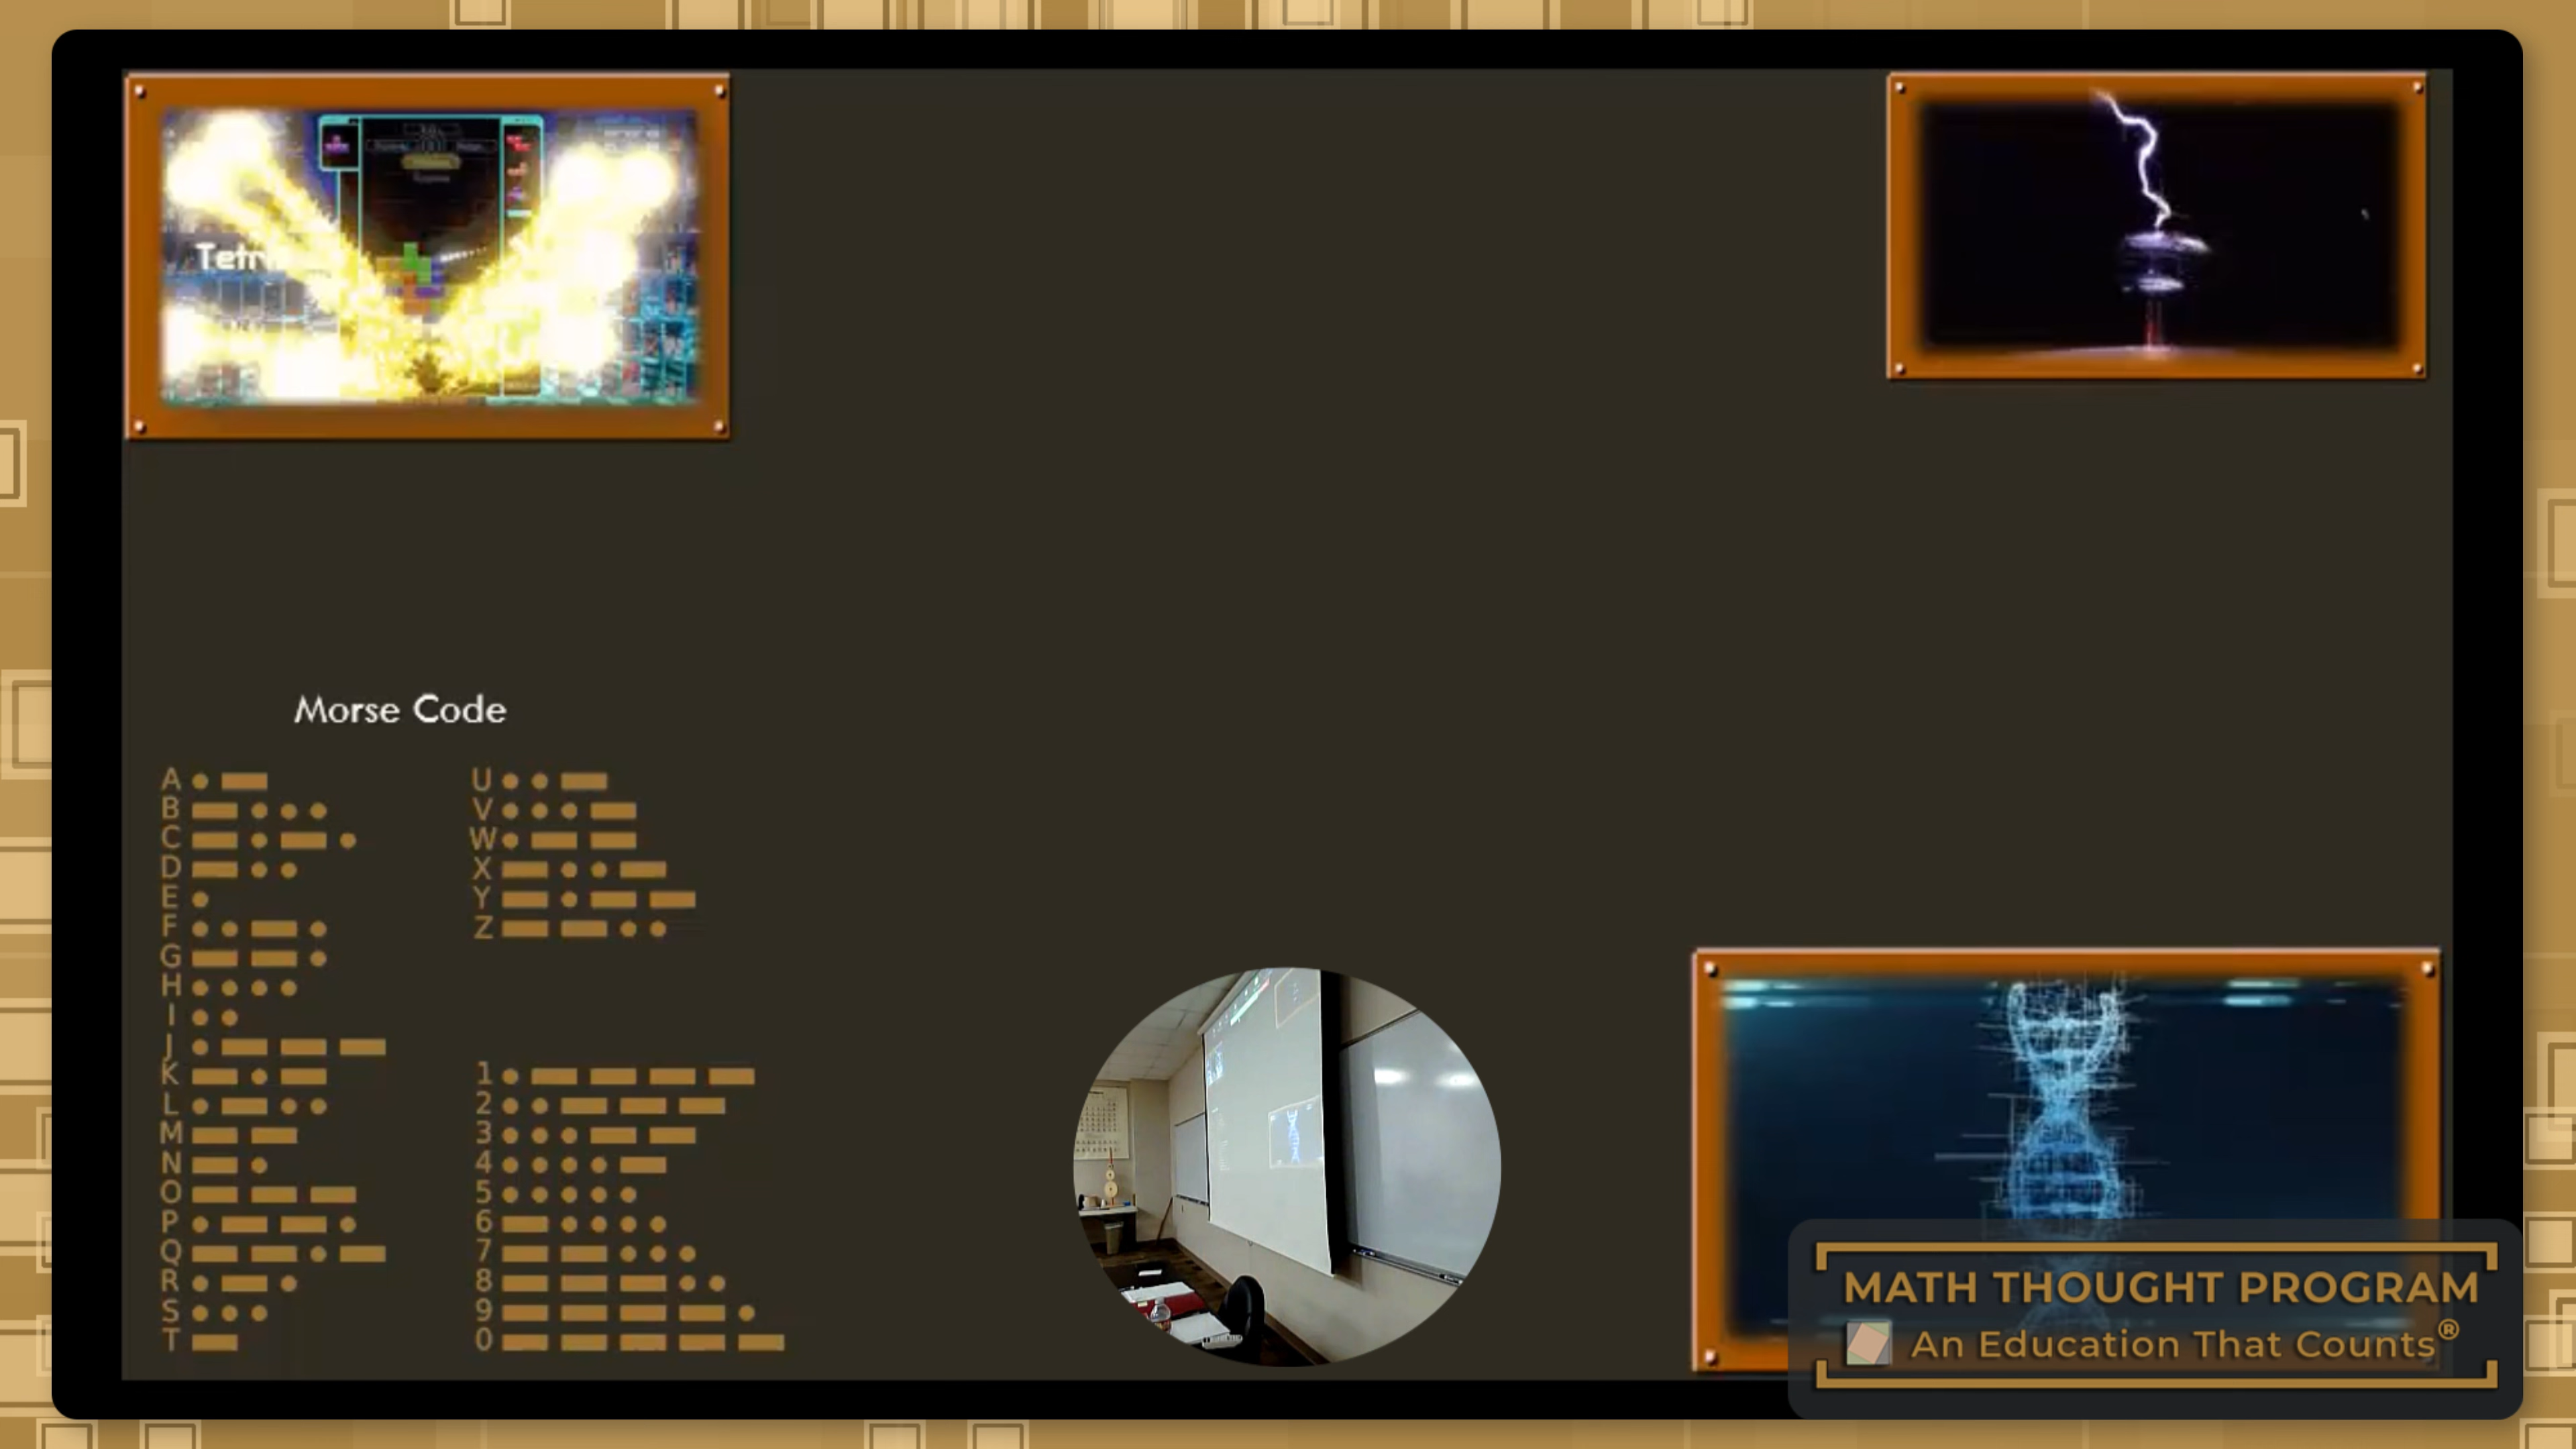 Tetr
Morse Code
A
B
C
D
E
F
G
H
I
J
K
L
M
N
O
P
Q
R
S
T
U
V
W
X
Y
Z
1
2
3
4
5
6
7
8
9
0
MATH THOUGHT PROGRAM
An Education That Counts®